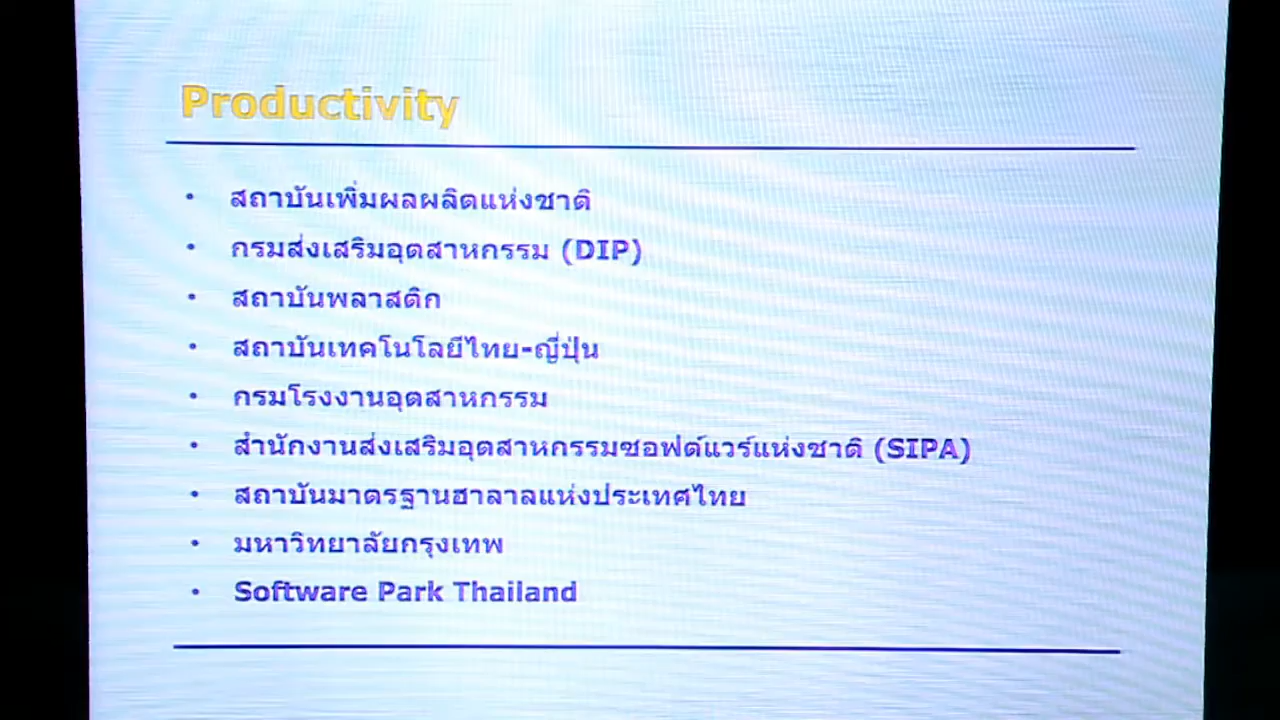 Productivity
• สถาบันเพิ่มผลผลิตแห่งชาติ
• กรมส่งเสริมอุตสาหกรรม (DIP)
• สถาบันพลาสติก
• สถาบันเทคโนโลยีไทย-ญี่ปุ่น
• กรมโรงงานอุตสาหกรรม
• สำนักงานส่งเสริมอุตสาหกรรมซอฟต์แวร์แห่งชาติ (SIPA)
• สถาบันมาตรฐานฮาลาลแห่งประเทศไทย
• มหาวิทยาลัยกรุงเทพ
• Software Park Thailand